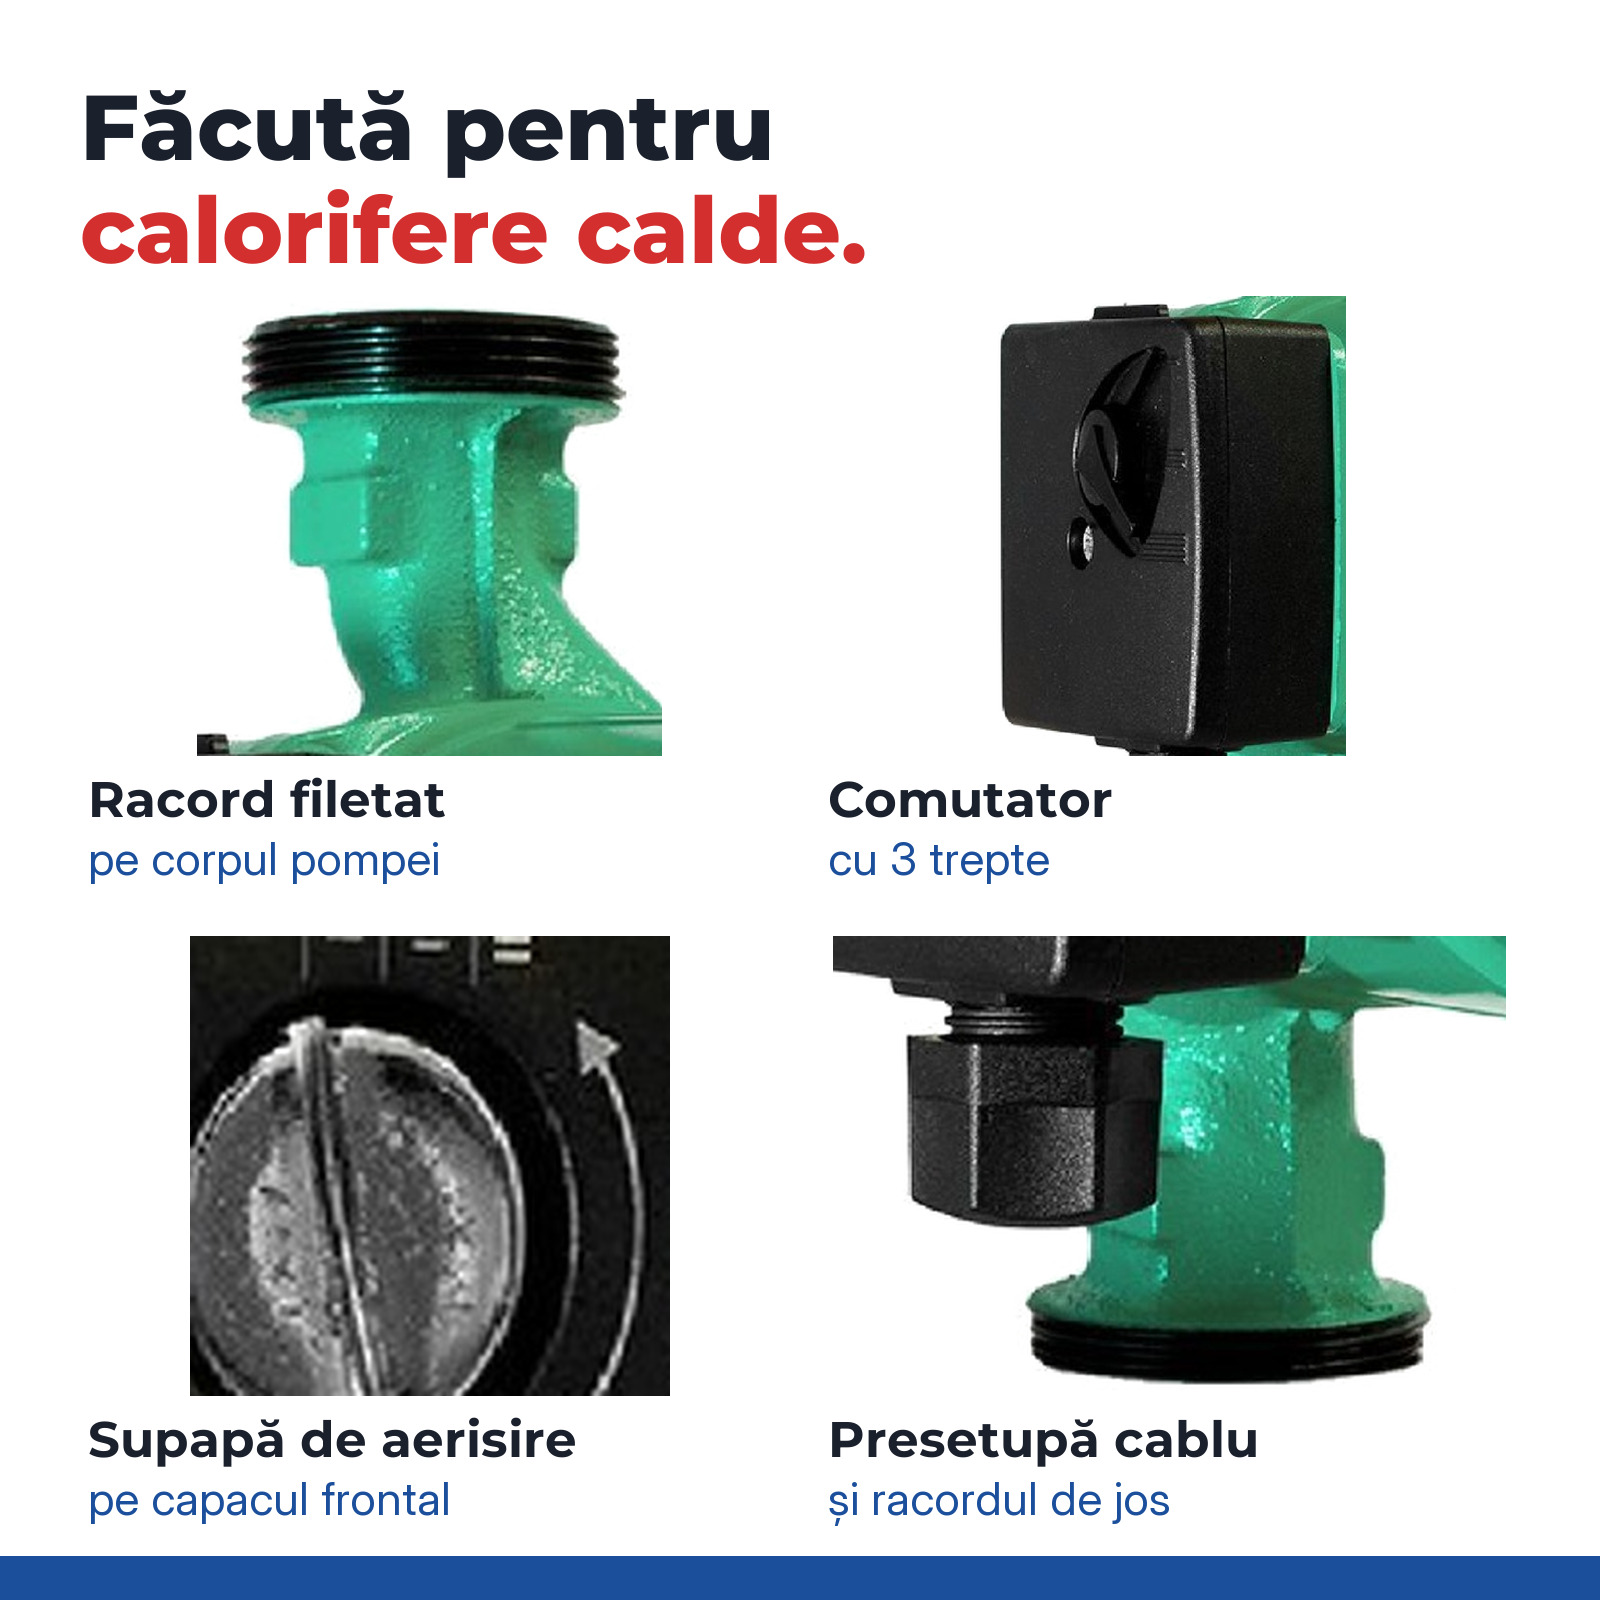 Făcută pentru
calorifere calde.
Racord filetat
pe corpul pompei
Comutator
cu 3 trepte
Supapă de aerisire
pe capacul frontal
Presetupă cablu
și racordul de jos